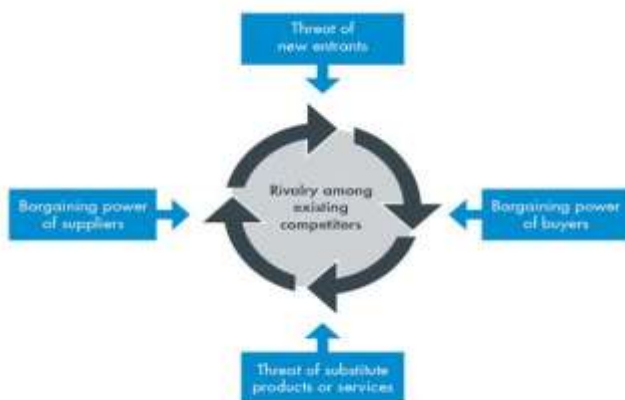 Threat of
new entrants
Bargaining power
of suppliers
Rivalry among
existing
competitors
Bargaining power
of buyers
Threat of substitute
products or services